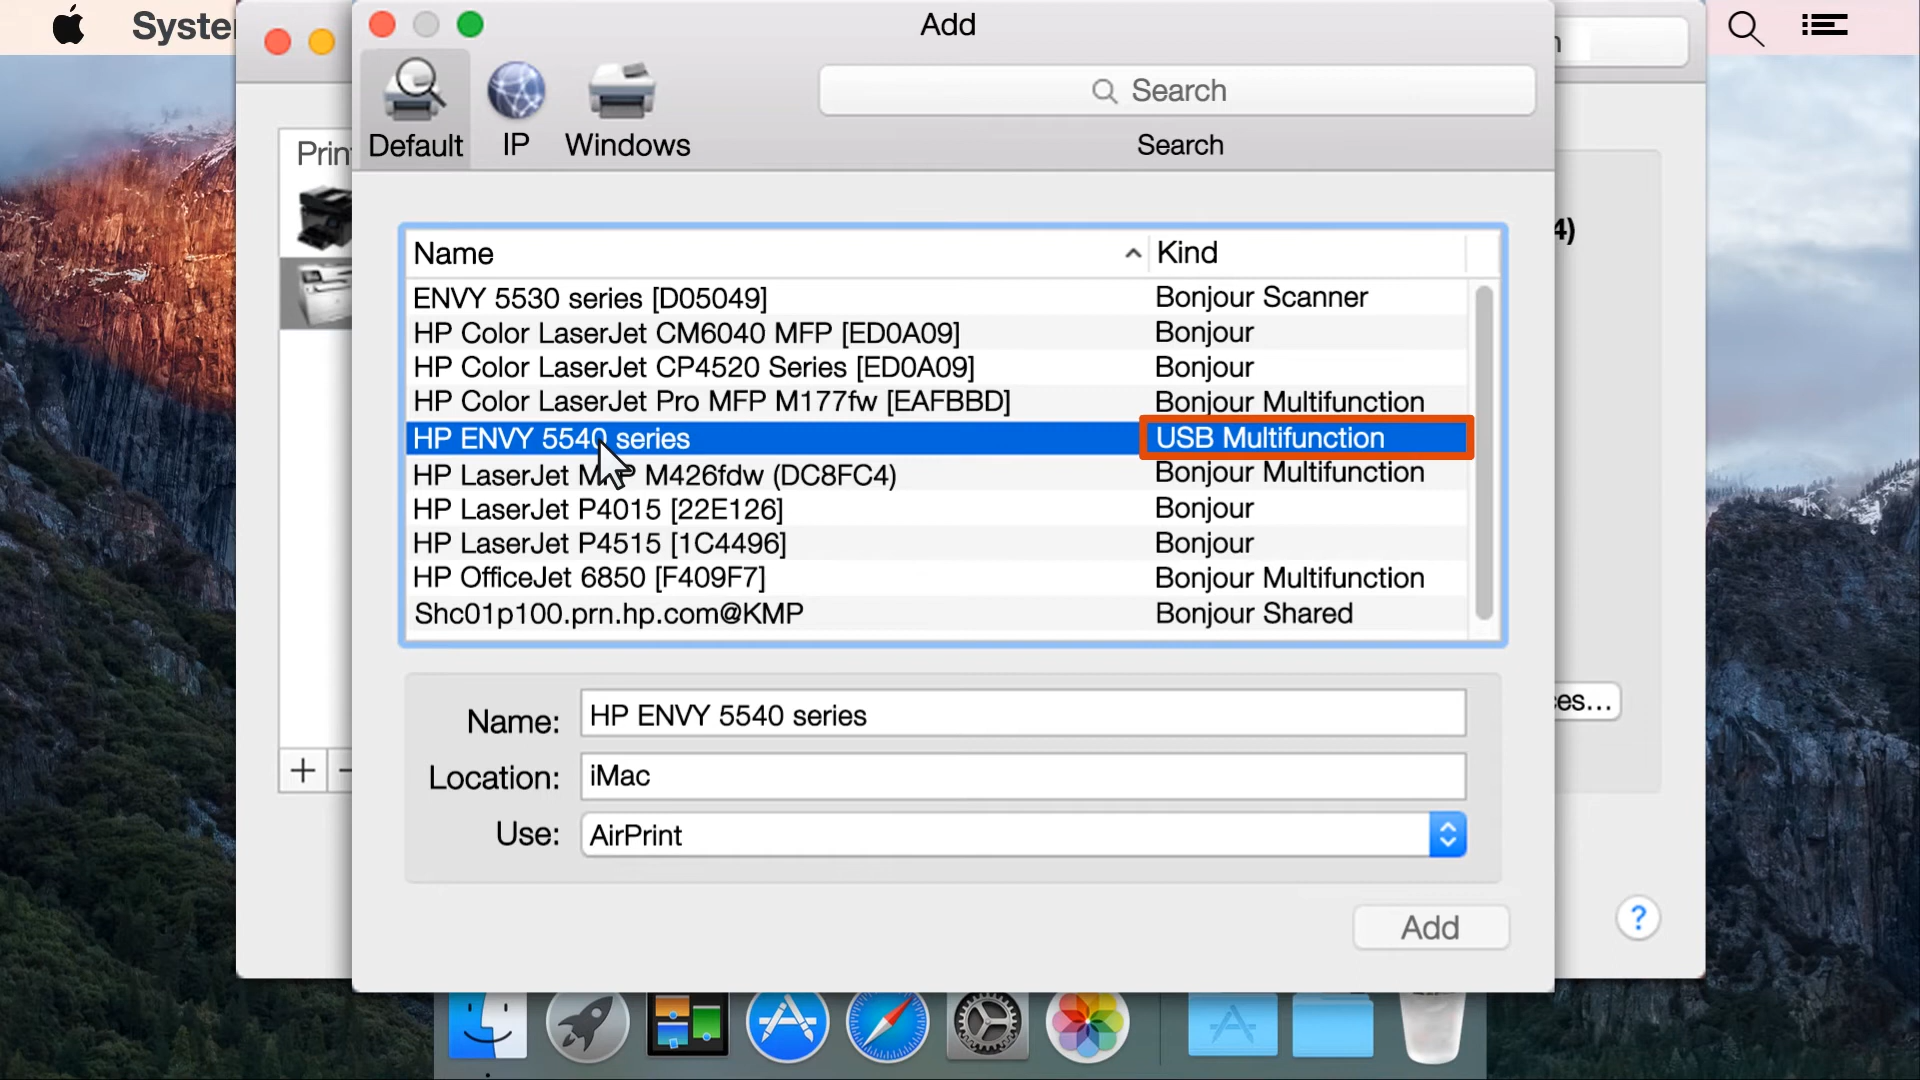 Syster
Add
Default
IP
Windows
Search
Search
Prin
4)
Name
Kind
ENVY 5530 series [D05049]
Bonjour Scanner
HP Color LaserJet CM6040 MFP [ED0A09]
Bonjour
HP Color LaserJet CP4520 Series [ED0A09]
Bonjour
HP Color LaserJet Pro MFP M177fw [EAFBBD]
Bonjour Multifunction
HP ENVY 5540 series
USB Multifunction
HP LaserJet MFP M426fdw (DC8FC4)
Bonjour Multifunction
HP LaserJet P4015 [22E126]
Bonjour
HP LaserJet P4515 [1C4496]
Bonjour
HP OfficeJet 6850 [F409F7]
Bonjour Multifunction
Shc01p100.prn.hp.com@KMP
Bonjour Shared
Name: HP ENVY 5540 series
ces...
Location: iMac
Use: AirPrint
Add
?